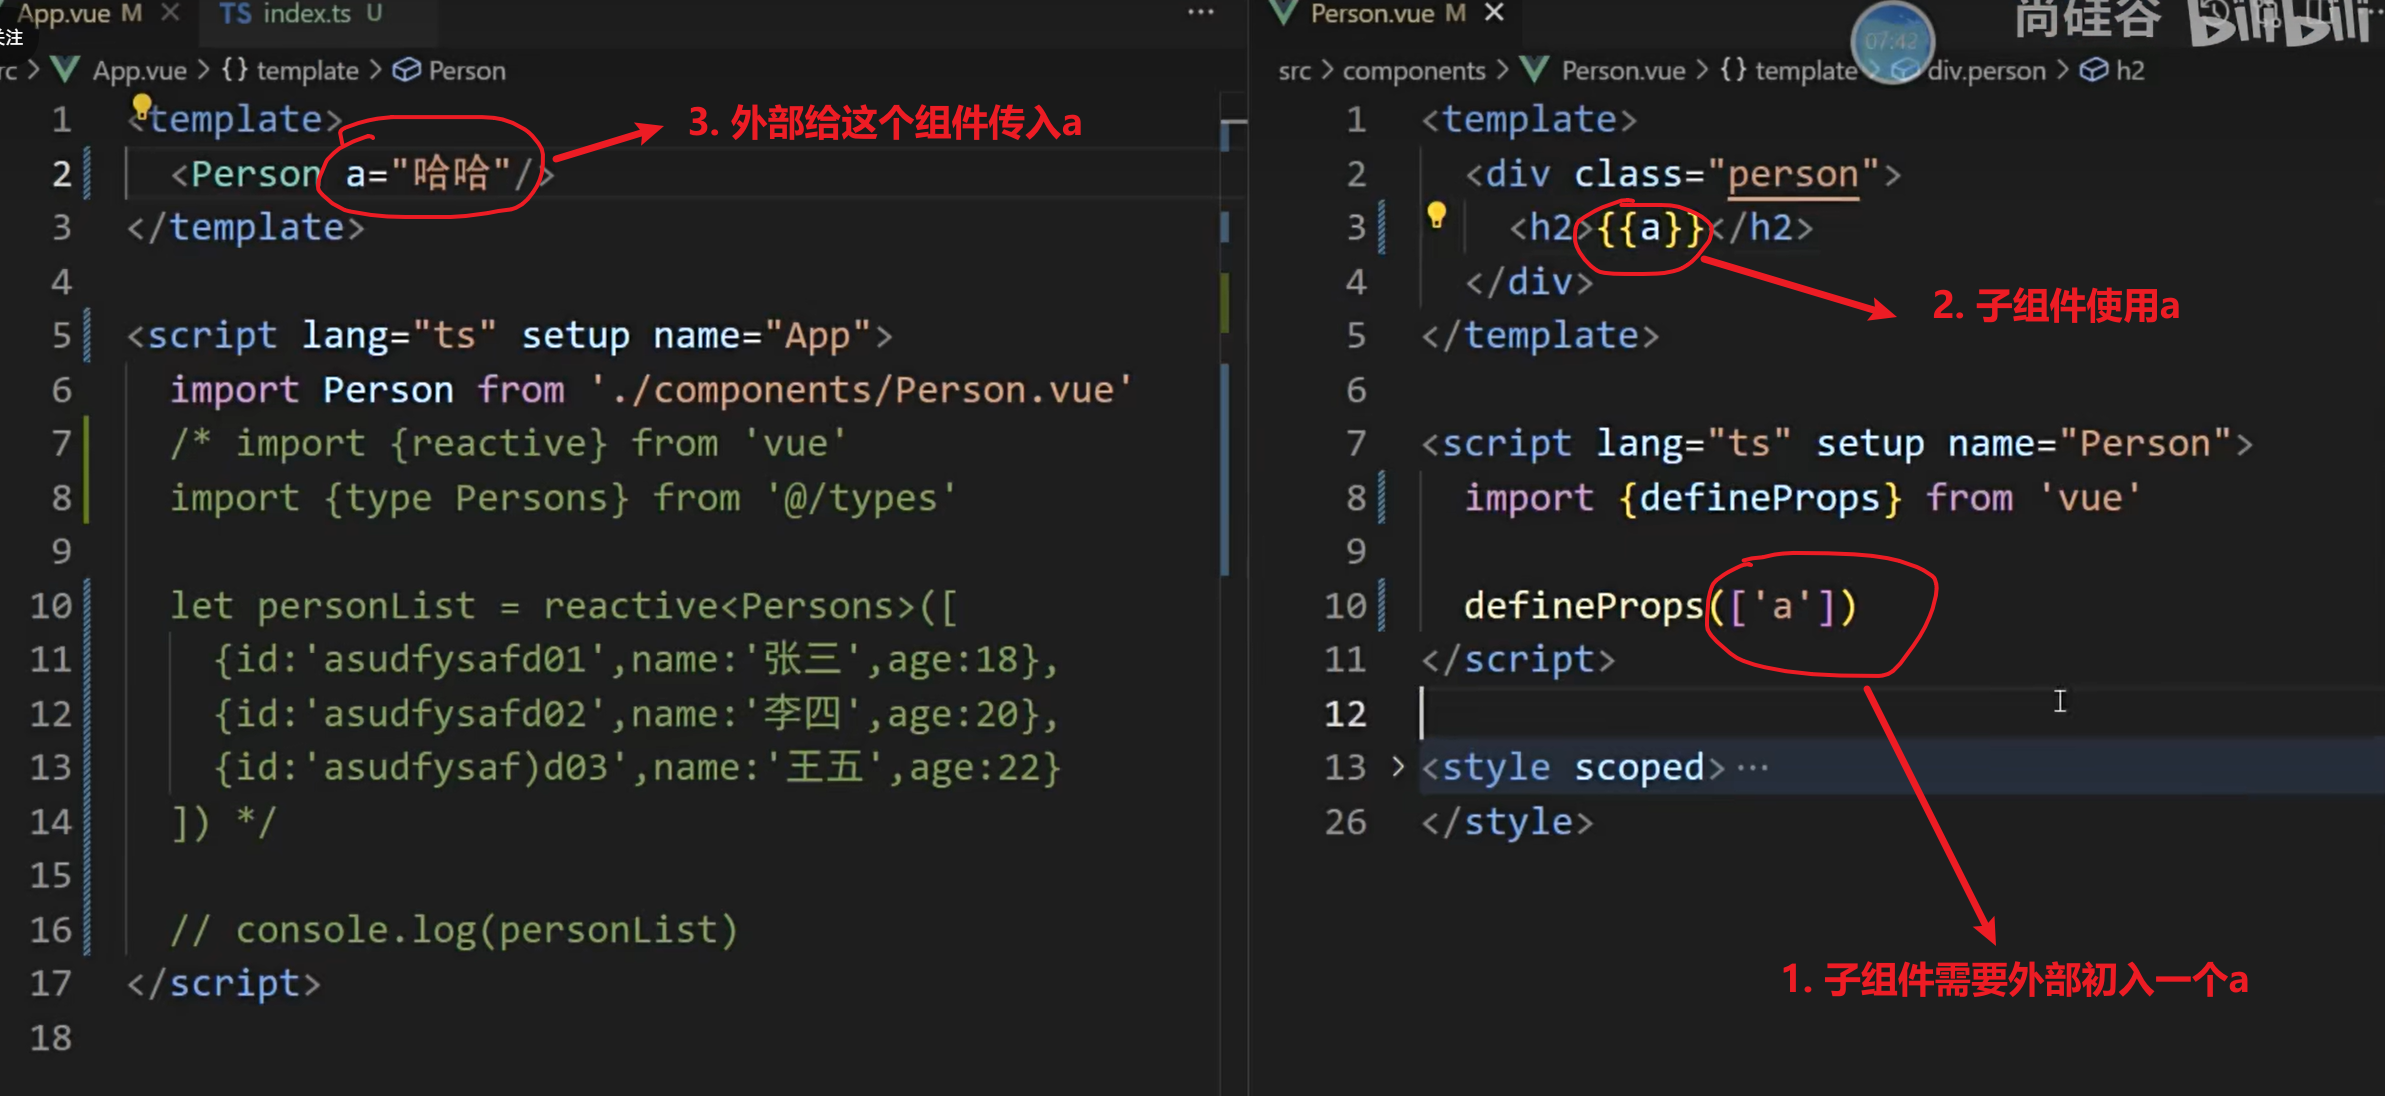 App.vue M
TS index.ts U
关注
rc > App.vue > {} template > Person
1 <template>
2 <Person a="哈哈"/>
3 </template>
4
5 <script lang="ts" setup name="App">
6 import Person from './components/Person.vue'
7 /* import {reactive} from 'vue'
8 import {type Persons} from '@/types'
9
10 let personList = reactive<Persons>([
11 {id:'asudfysafd01',name:'张三',age:18},
12 {id:'asudfysafd02',name:'李四',age:20},
13 {id:'asudfysaf)d03',name:'王五',age:22}
14 ]) */
15
16 // console.log(personList)
17 </script>
18
3. 外部给这个组件传入a
Person.vue M
尚硅谷 bilibili
07:42
src > components > Person.vue > {} template > div.person > h2
1 <template>
2 <div class="person">
3 <h2>{{a}}</h2>
4 </div>
5 </template>
6
7 <script lang="ts" setup name="Person">
8 import {defineProps} from 'vue'
9
10 defineProps(['a'])
11 </script>
12
13 > <style scoped>···
26 </style>
2. 子组件使用a
1. 子组件需要外部初入一个a